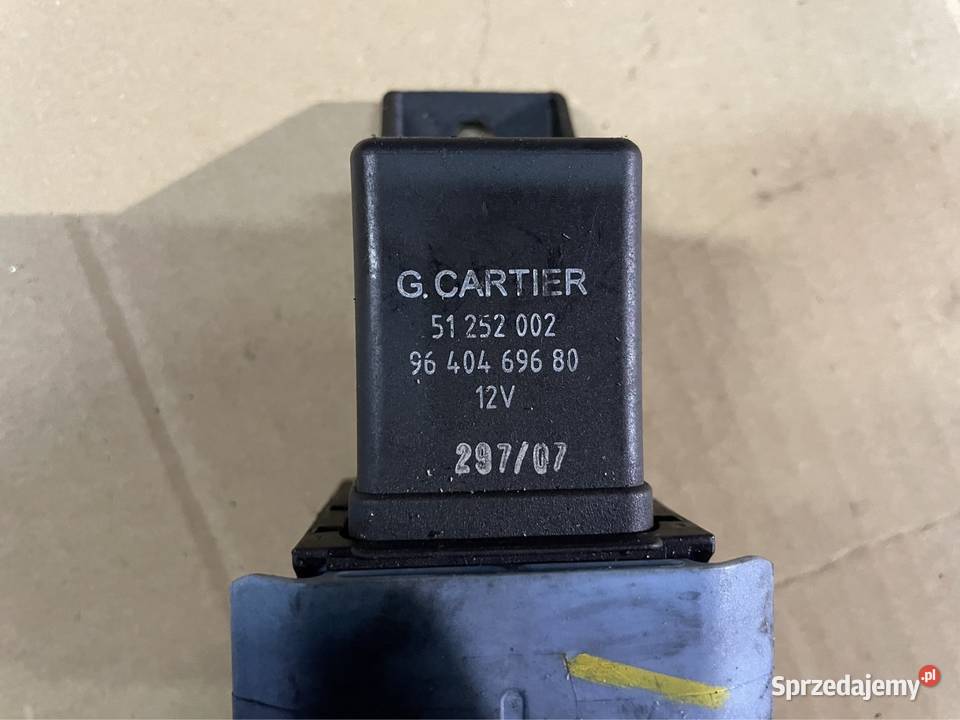 G. CARTIER
51 252 002
96 404 696 80
12V
297/07
Sprzedajemy.pl